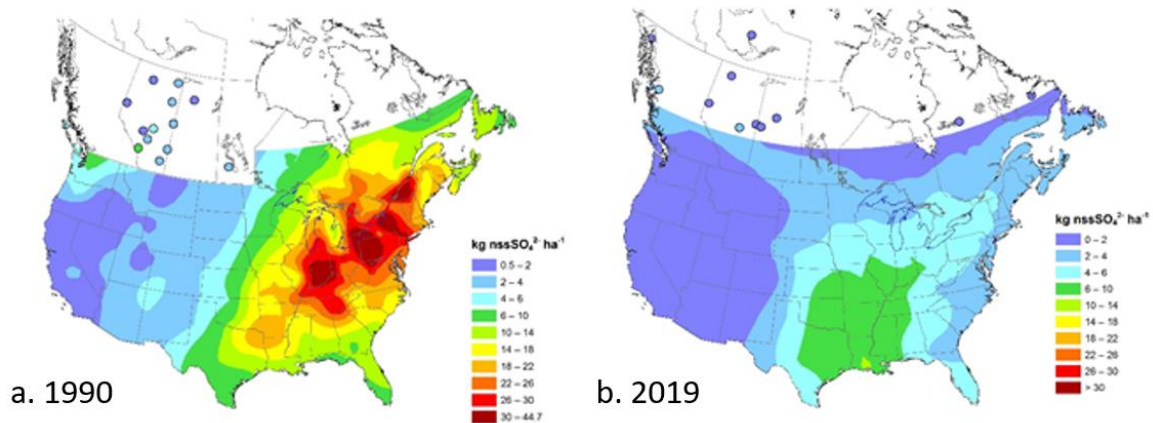 kg nssSO₄²⁻ ha⁻¹
0.5 – 2
2 – 4
4 – 6
6 – 10
10 – 14
14 – 18
18 – 22
22 – 26
26 – 30
30 – 44.7
a. 1990
kg nssSO₄²⁻ ha⁻¹
0 – 2
2 – 4
4 – 6
6 – 10
10 – 14
14 – 18
18 – 22
22 – 26
26 – 30
> 30
b. 2019